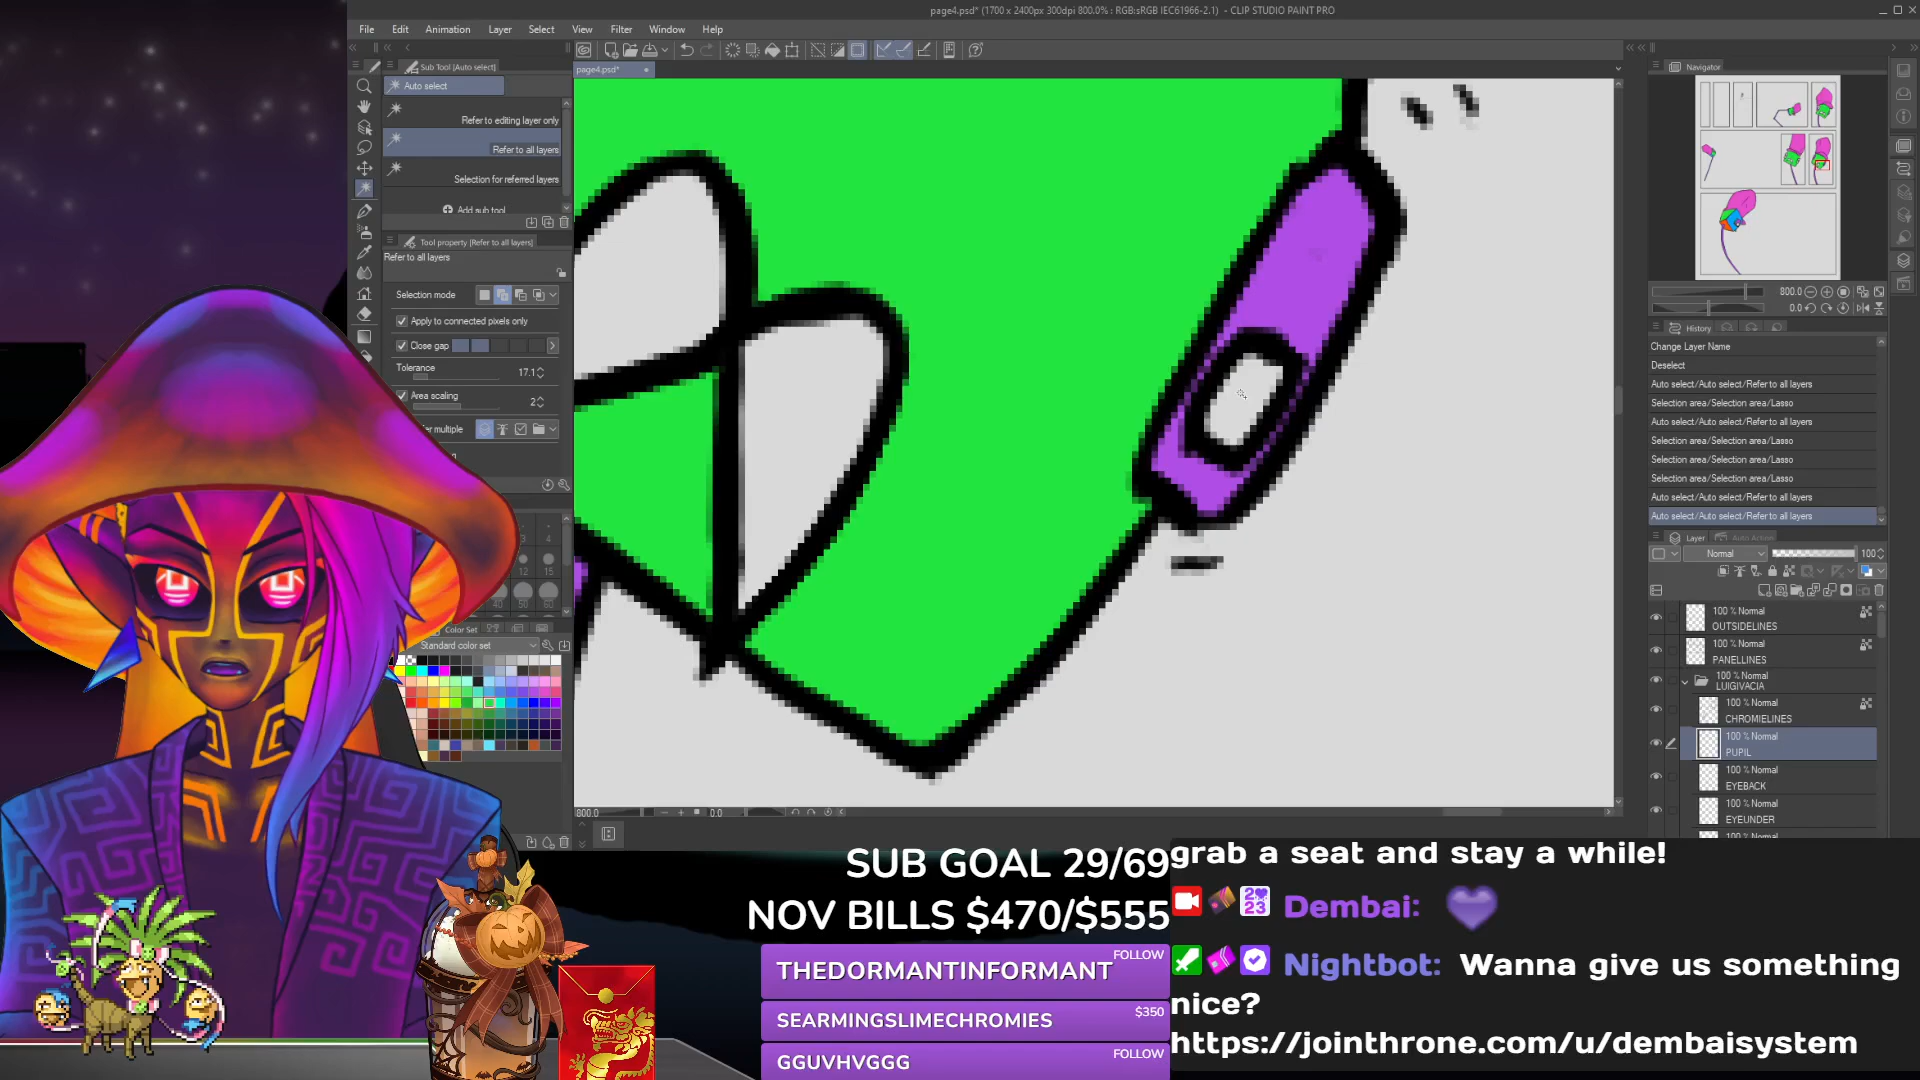 page4.psd* (1700 x 2400px 300dpi 800.0% : RGB:sRGB IEC61966-2.1) - CLIP STUDIO PAINT PRO
File Edit Animation Layer Select View Filter Window Help
Sub Tool [Auto select]
page4.psd*
Navigator
Auto select
Refer to editing layer only
Refer to all layers
Selection for referred layers
Add sub tool
Tool property [Refer to all layers]
Refer to all layers
Selection mode
Apply to connected pixels only
Close gap
Tolerance
17.1
Area scaling
2
multiple
800.0
0.0
History
Change Layer Name
Deselect
Auto select/Auto select/Refer to all layers
Selection area/Selection area/Lasso
Auto select/Auto select/Refer to all layers
Selection area/Selection area/Lasso
Selection area/Selection area/Lasso
Selection area/Selection area/Lasso
Auto select/Auto select/Refer to all layers
Auto select/Auto select/Refer to all layers
Layer
Auto Action
Normal
100
100 % Normal
OUTSIDELINES
100 % Normal
PANELLINES
100 % Normal
LUIGIVACIA
100 % Normal
CHROMIELINES
100 % Normal
PUPIL
100 % Normal
EYEBACK
100 % Normal
EYEUNDER
Color Set
Standard color set
800.0
0.0
SUB GOAL 29/69
NOV BILLS $470/$555
THEDORMANTINFORMANT FOLLOW
SEARMINGSLIMECHROMIES $350
GGUVHVGGG FOLLOW
grab a seat and stay a while!
Dembai:
Nightbot: Wanna give us something
nice?
https://jointhrone.com/u/dembaisystem